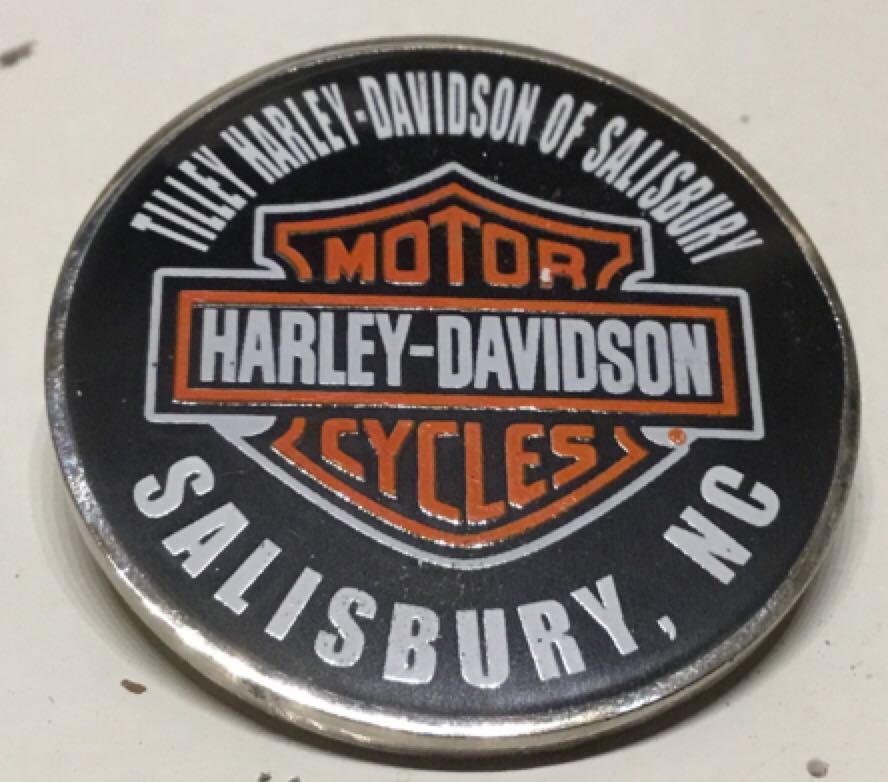 TILLEY HARLEY-DAVIDSON OF SALISBURY
MOTOR
HARLEY-DAVIDSON
CYCLES
SALISBURY, NC